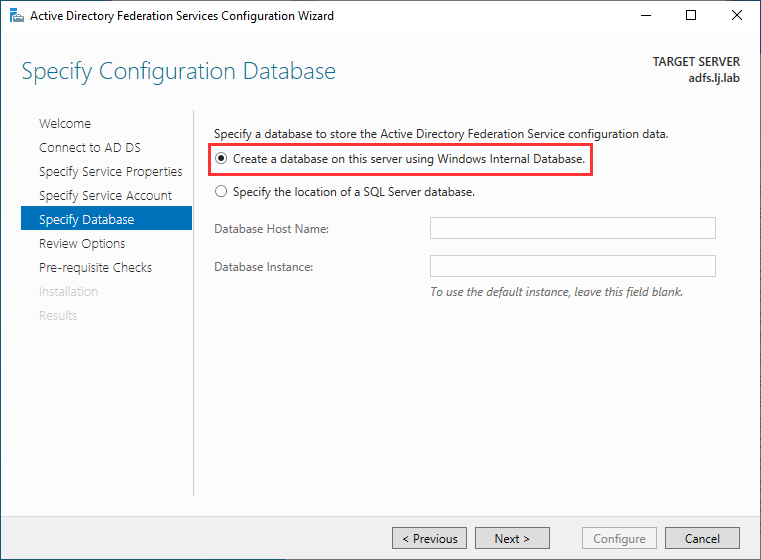 Active Directory Federation Services Configuration Wizard
Specify Configuration Database
TARGET SERVER
adfs.lj.lab
Welcome
Connect to AD DS
Specify Service Properties
Specify Service Account
Specify Database
Review Options
Pre-requisite Checks
Installation
Results
Specify a database to store the Active Directory Federation Service configuration data.
Create a database on this server using Windows Internal Database.
Specify the location of a SQL Server database.
Database Host Name:
Database Instance:
To use the default instance, leave this field blank.
< Previous
Next >
Configure
Cancel